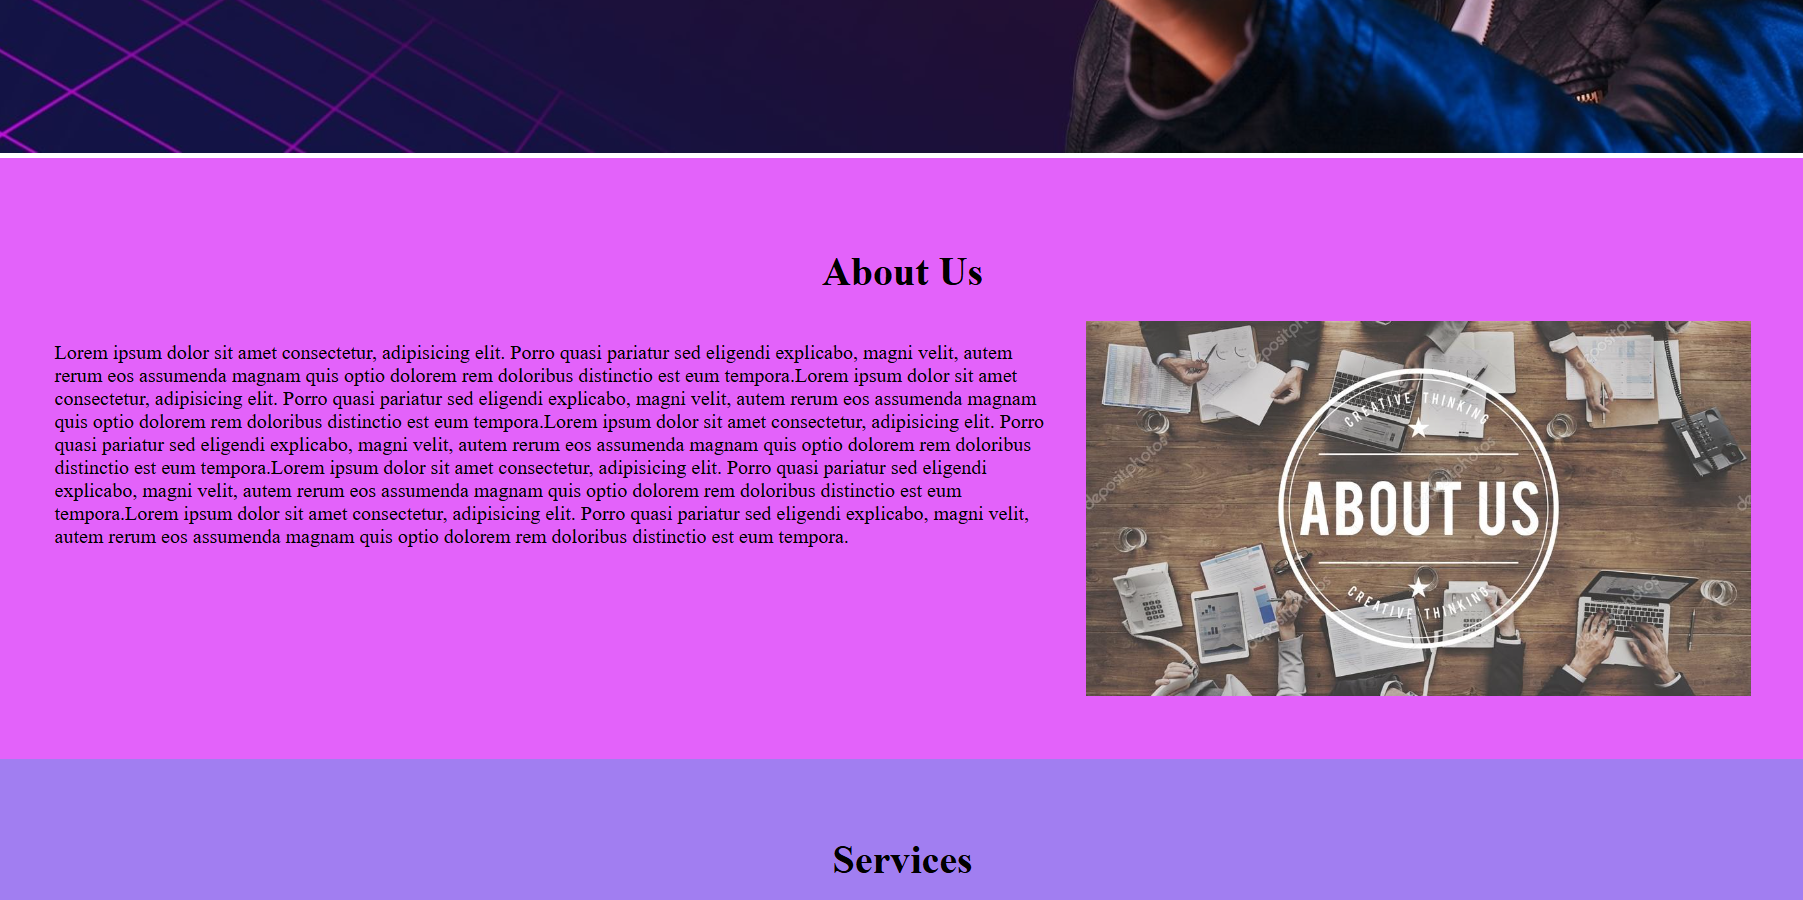 About Us
Lorem ipsum dolor sit amet consectetur, adipisicing elit. Porro quasi pariatur sed eligendi explicabo, magni velit, autem
rerum eos assumenda magnam quis optio dolorem rem doloribus distinctio est eum tempora.Lorem ipsum dolor sit amet
consectetur, adipisicing elit. Porro quasi pariatur sed eligendi explicabo, magni velit, autem rerum eos assumenda magnam
quis optio dolorem rem doloribus distinctio est eum tempora.Lorem ipsum dolor sit amet consectetur, adipisicing elit. Porro
quasi pariatur sed eligendi explicabo, magni velit, autem rerum eos assumenda magnam quis optio dolorem rem doloribus
distinctio est eum tempora.Lorem ipsum dolor sit amet consectetur, adipisicing elit. Porro quasi pariatur sed eligendi
explicabo, magni velit, autem rerum eos assumenda magnam quis optio dolorem rem doloribus distinctio est eum
tempora.Lorem ipsum dolor sit amet consectetur, adipisicing elit. Porro quasi pariatur sed eligendi explicabo, magni velit,
autem rerum eos assumenda magnam quis optio dolorem rem doloribus distinctio est eum tempora.
CREATIVE THINKING
ABOUT US
CREATIVE THINKING
depositphotos
Services